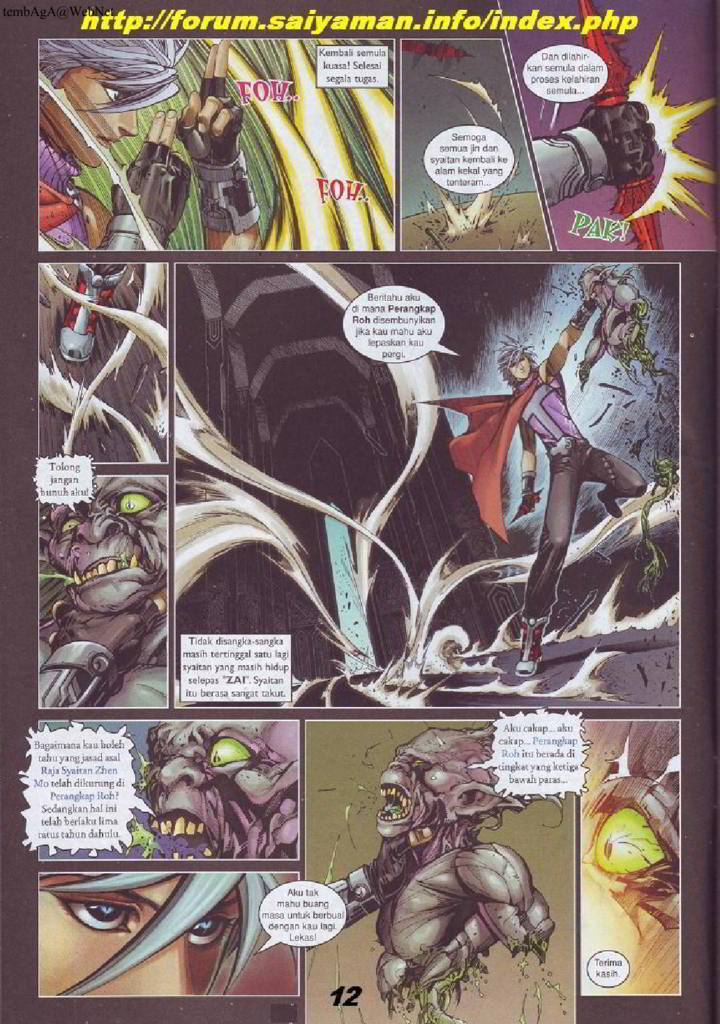 tembAgA@WebNet
http://forum.saiyaman.info/index.php
Kembali semula
kuasa! Selesai
segala tugas.
FOH..
FOH..
Semoga
semua jin dan
syaitan kembali ke
alam kekal yang
tenteram...
Dan dilahir-
kan semula dalam
proses kelahiran
semula...
PAK!
Beritahu aku
di mana Perangkap
Roh disembunyikan
jika kau mahu aku
lepaskan kau
pergi.
Tolong
jangan
bunuh aku!
Tidak disangka-sangka
masih tertinggal satu lagi
syaitan yang masih hidup
selepas "ZAI". Syaitan
itu berasa sangat takut.
Bagaimana kau boleh
tahu yang jasad asal
Raja Syaitan Zhen
Mo telah dikurung di
Perangkap Roh?
Sedangkan hal ini
telah berlaku lima
ratus tahun dahulu.
Aku cakap... aku
cakap... Perangkap
Roh itu berada di
tingkat yang ketiga
bawah paras...
Aku tak
mahu buang
masa untuk berbual
dengan kau lagi.
Lekas!
Terima
kasih.
12